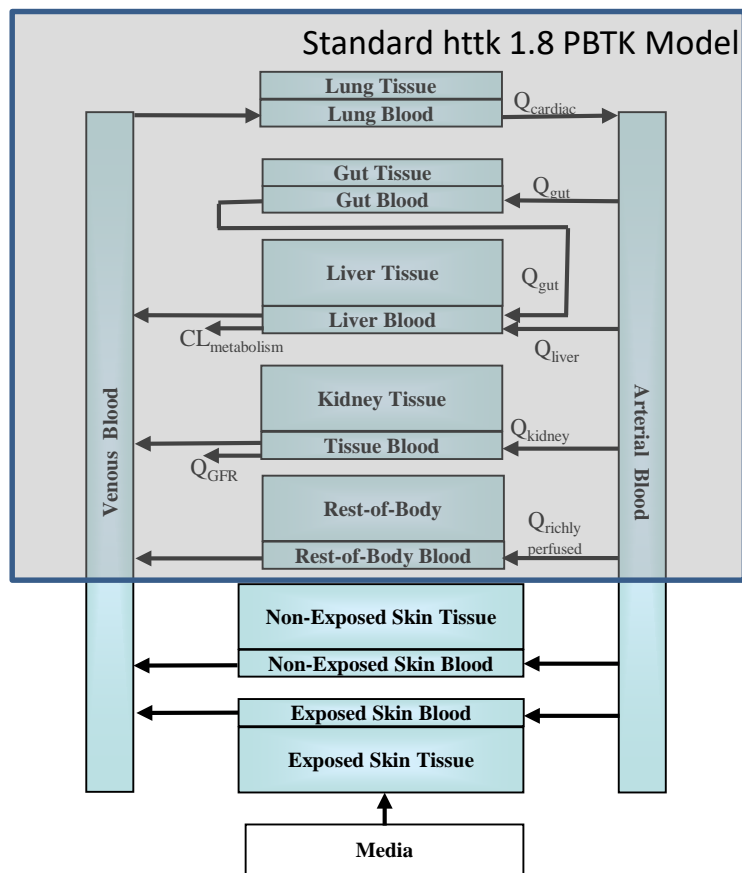 Standard httk 1.8 PBTK Model
Lung Tissue
Lung Blood
Qcardiac
Gut Tissue
Gut Blood
Qgut
Liver Tissue
Qgut
Liver Blood
CLmetabolism
Qliver
Kidney Tissue
Tissue Blood
Qkidney
QGFR
Rest-of-Body
Rest-of-Body Blood
Qrichly
perfused
Venous Blood
Arterial Blood
Non-Exposed Skin Tissue
Non-Exposed Skin Blood
Exposed Skin Blood
Exposed Skin Tissue
Media